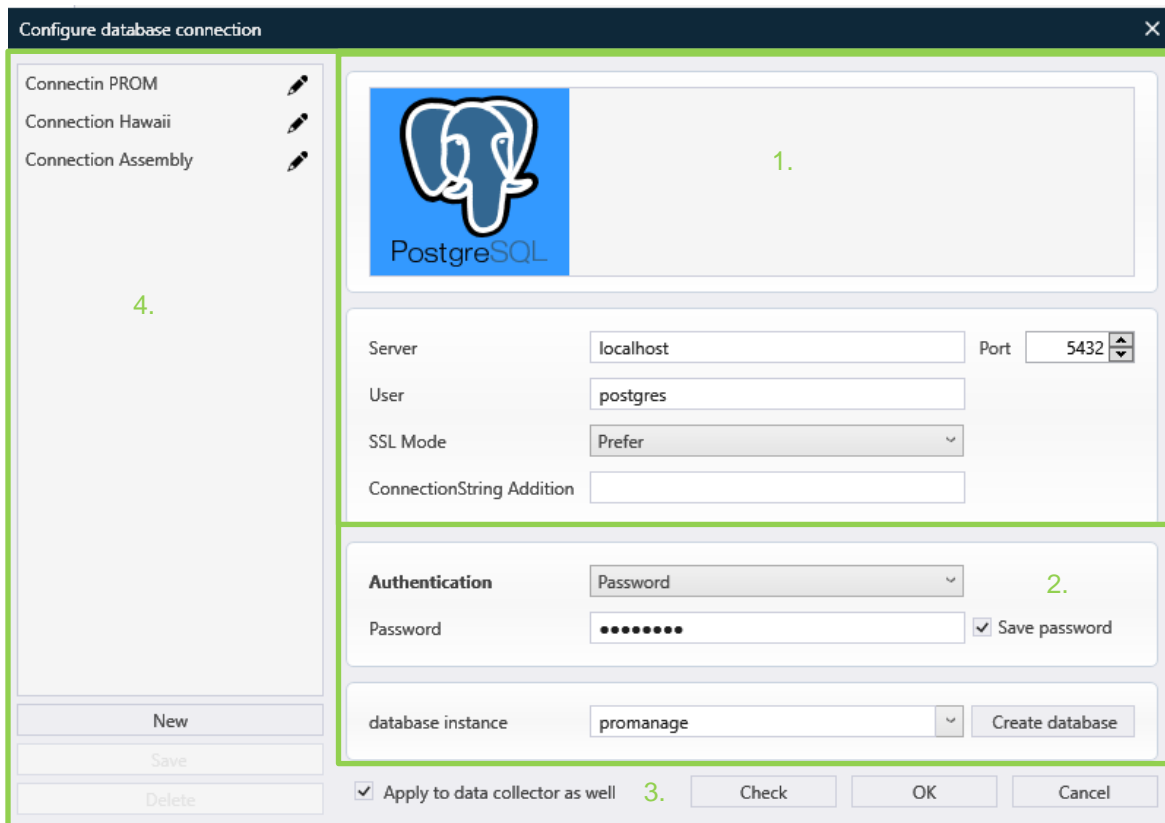 Configure database connection
Connectin PROM
Connection Hawaii
Connection Assembly
4.
New
Save
Delete
PostgreSQL
1.
Server localhost Port 5432
User postgres
SSL Mode Prefer
ConnectionString Addition
Authentication Password 2.
Password ●●●●●●●● Save password
database instance promanage Create database
Apply to data collector as well 3. Check OK Cancel